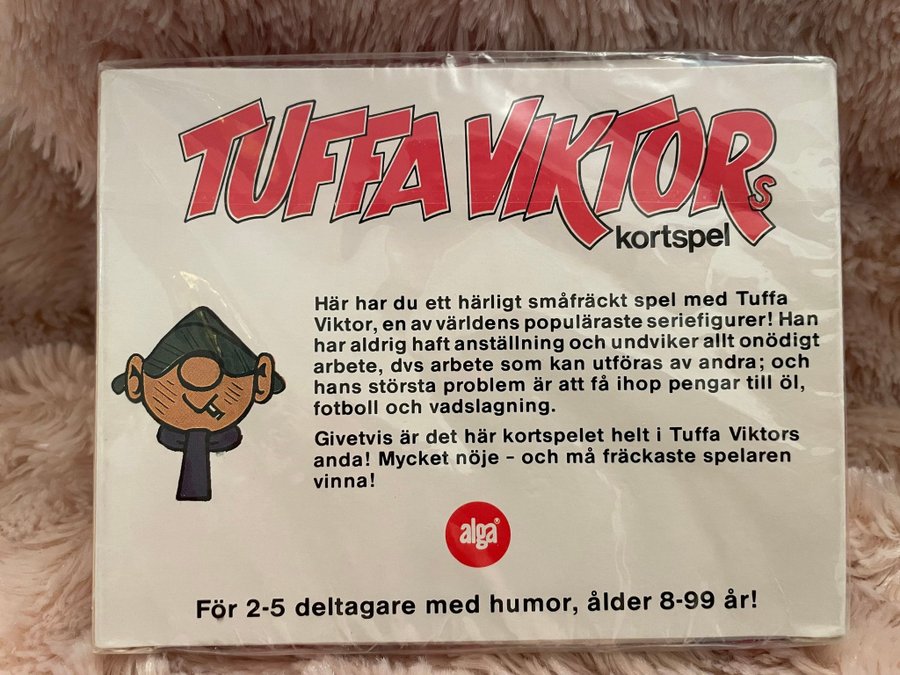 TUFFA VIKTORs
kortspel
Här har du ett härligt småfräckt spel med Tuffa
Viktor, en av världens populäraste seriefigurer! Han
har aldrig haft anställning och undviker allt onödigt
arbete, dvs arbete som kan utföras av andra; och
hans största problem är att få ihop pengar till öl,
fotboll och vadslagning.
Givetvis är det här kortspelet helt i Tuffa Viktors
anda! Mycket nöje - och må fräckaste spelaren
vinna!
alga®
För 2-5 deltagare med humor, ålder 8-99 år!